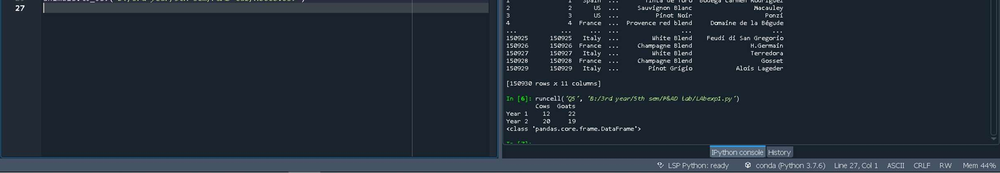 27
1 1 Spain ... Tinta de Toro Bodega Carmen Rodríguez
2 2 US ... Sauvignon Blanc Macauley
3 3 US ... Pinot Noir Ponzi
4 4 France ... Provence red blend Domaine de la Bégude
... ... ... ... ... ...
150925 150925 Italy ... White Blend Feudi di San Gregorio
150926 150926 France ... Champagne Blend H.Germain
150927 150927 Italy ... White Blend Terredora
150928 150928 France ... Champagne Blend Gosset
150929 150929 Italy ... Pinot Grigio Alois Lageder
[150930 rows x 11 columns]
In [6]: runcell('Q5', 'B:/3rd year/5th sem/P&AD lab/LAbexp1.py')
Cows Goats
Year 1 12 22
Year 2 20 19
<class 'pandas.core.frame.DataFrame'>
In [7]:
IPython console History
LSP Python: ready conda (Python 3.7.6) Line 27, Col 1 ASCII CRLF RW Mem 44%